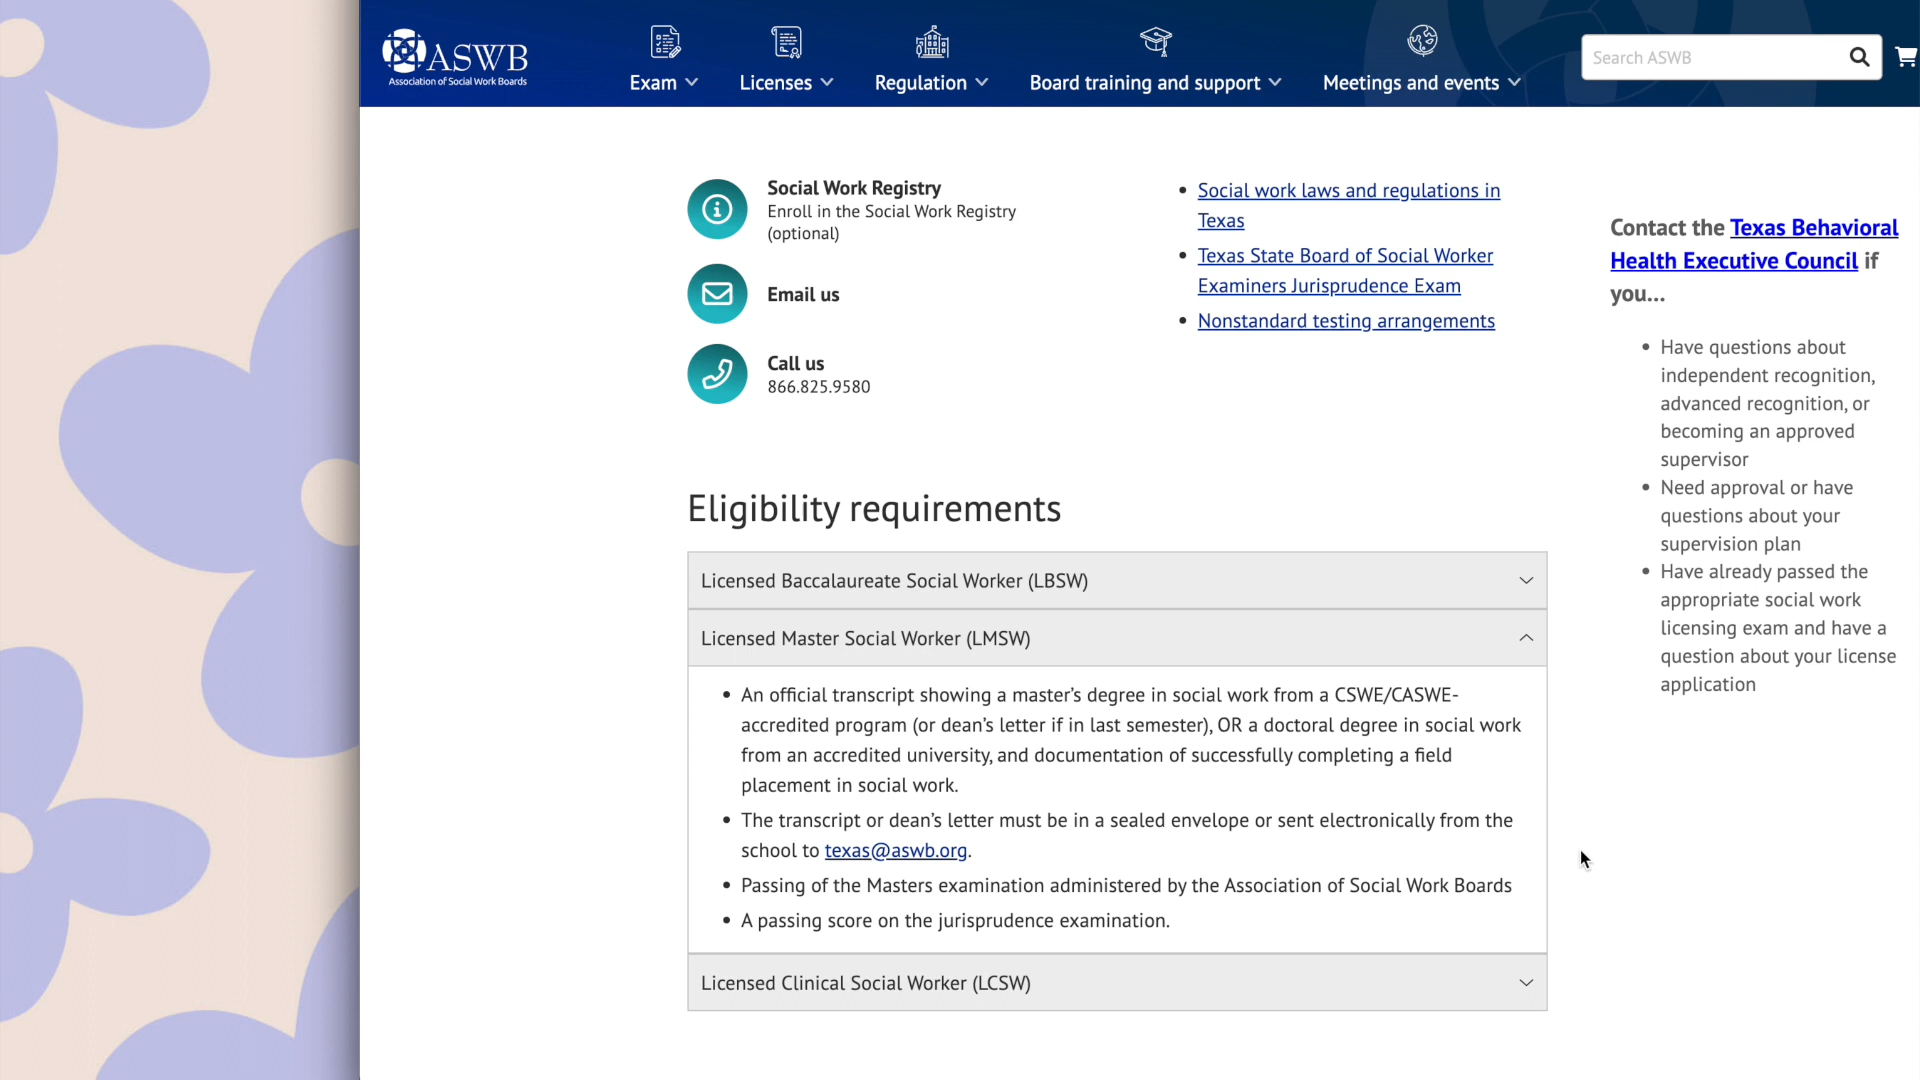 ASWB
Association of Social Work Boards
Exam
Licenses
Regulation
Board training and support
Meetings and events
Search ASWB
Social Work Registry
Enroll in the Social Work Registry
(optional)
Email us
Call us
866.825.9580
• Social work laws and regulations in
Texas
• Texas State Board of Social Worker
Examiners Jurisprudence Exam
• Nonstandard testing arrangements
Contact the Texas Behavioral
Health Executive Council if
you...
• Have questions about
independent recognition,
advanced recognition, or
becoming an approved
supervisor
• Need approval or have
questions about your
supervision plan
• Have already passed the
appropriate social work
licensing exam and have a
question about your license
application
Eligibility requirements
Licensed Baccalaureate Social Worker (LBSW)
Licensed Master Social Worker (LMSW)
• An official transcript showing a master's degree in social work from a CSWE/CASWE-
accredited program (or dean's letter if in last semester), OR a doctoral degree in social work
from an accredited university, and documentation of successfully completing a field
placement in social work.
• The transcript or dean's letter must be in a sealed envelope or sent electronically from the
school to texas@aswb.org.
• Passing of the Masters examination administered by the Association of Social Work Boards
• A passing score on the jurisprudence examination.
Licensed Clinical Social Worker (LCSW)